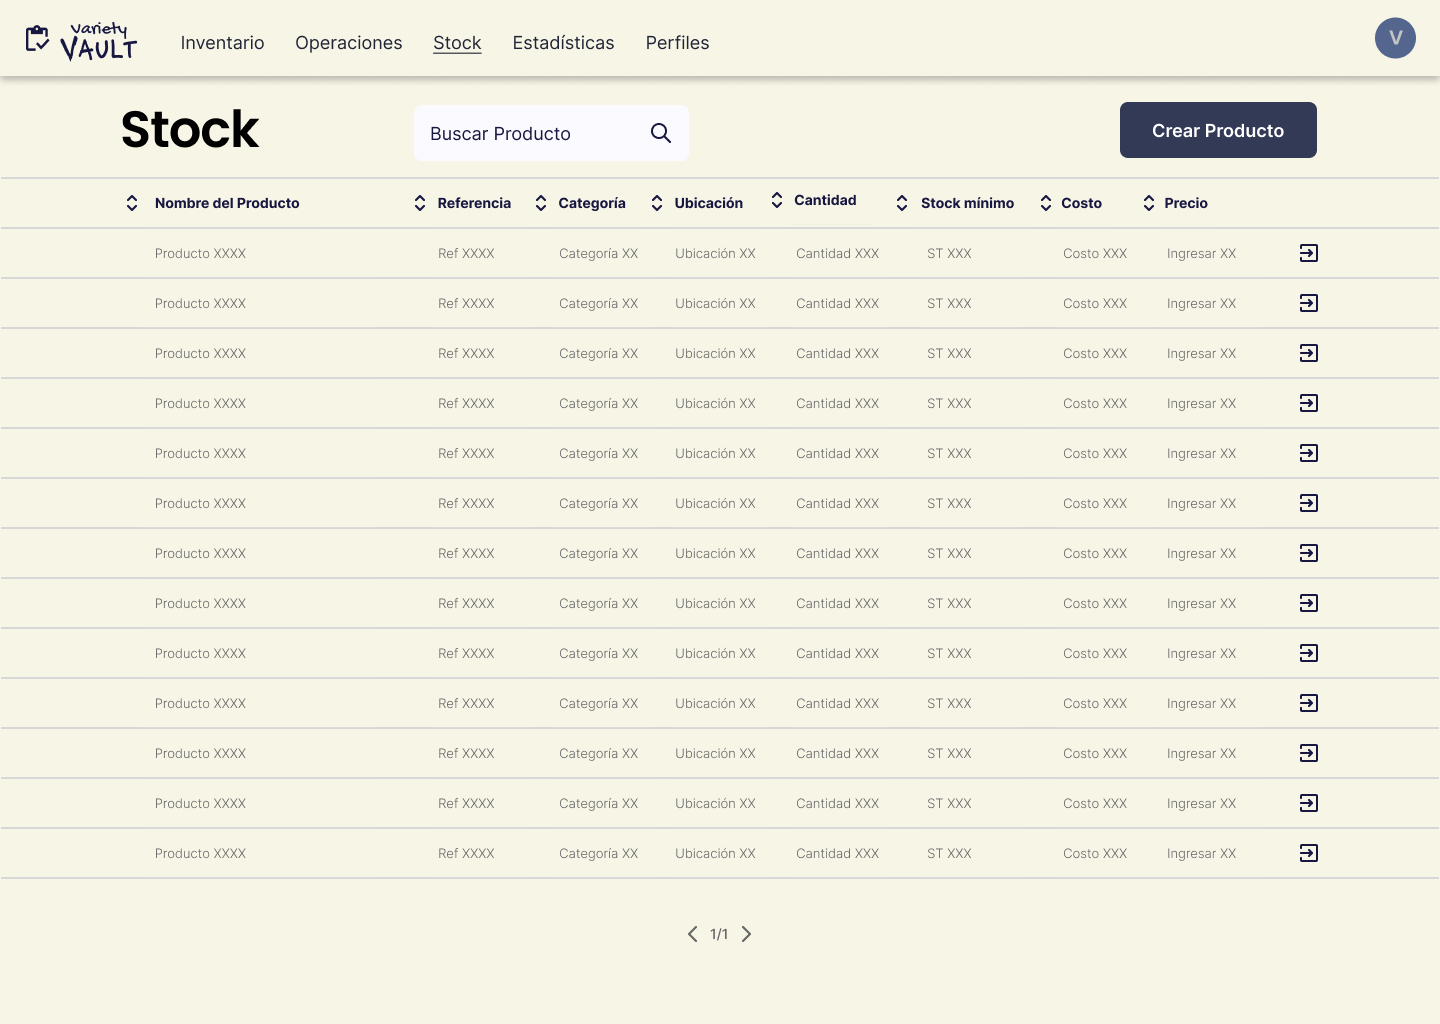 Variety
VAULT
Inventario Operaciones Stock Estadísticas Perfiles
V
Stock
Buscar Producto
Crear Producto
Nombre del Producto Referencia Categoría Ubicación Cantidad Stock mínimo Costo Precio
Producto XXXX Ref XXXX Categoría XX Ubicación XX Cantidad XXX ST XXX Costo XXX Ingresar XX
Producto XXXX Ref XXXX Categoría XX Ubicación XX Cantidad XXX ST XXX Costo XXX Ingresar XX
Producto XXXX Ref XXXX Categoría XX Ubicación XX Cantidad XXX ST XXX Costo XXX Ingresar XX
Producto XXXX Ref XXXX Categoría XX Ubicación XX Cantidad XXX ST XXX Costo XXX Ingresar XX
Producto XXXX Ref XXXX Categoría XX Ubicación XX Cantidad XXX ST XXX Costo XXX Ingresar XX
Producto XXXX Ref XXXX Categoría XX Ubicación XX Cantidad XXX ST XXX Costo XXX Ingresar XX
Producto XXXX Ref XXXX Categoría XX Ubicación XX Cantidad XXX ST XXX Costo XXX Ingresar XX
Producto XXXX Ref XXXX Categoría XX Ubicación XX Cantidad XXX ST XXX Costo XXX Ingresar XX
Producto XXXX Ref XXXX Categoría XX Ubicación XX Cantidad XXX ST XXX Costo XXX Ingresar XX
Producto XXXX Ref XXXX Categoría XX Ubicación XX Cantidad XXX ST XXX Costo XXX Ingresar XX
Producto XXXX Ref XXXX Categoría XX Ubicación XX Cantidad XXX ST XXX Costo XXX Ingresar XX
Producto XXXX Ref XXXX Categoría XX Ubicación XX Cantidad XXX ST XXX Costo XXX Ingresar XX
Producto XXXX Ref XXXX Categoría XX Ubicación XX Cantidad XXX ST XXX Costo XXX Ingresar XX
1/1